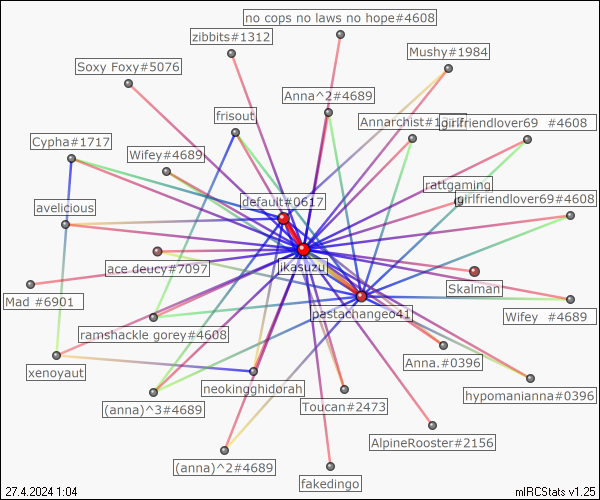 no cops no laws no hope#4608
zibbits#1312
Mushy#1984
Soxy Foxy#5076
Anna^2#4689
frisout
girlfriendlover69 #4608
Cypha#1717
Wifey#4689
rattgaming
default#0617
girlfriendlover69#4608
avelicious
jkasuzu
ace deucy#7097
Skalman
Mad #6901
pastachangeo41
Wifey #4689
ramshackle gorey#4608
Anna.#0396
xenoyaut
neokingghidorah
hypomanianna#0396
(anna)^3#4689
Toucan#2473
AlpineRooster#2156
(anna)^2#4689
fakedingo
27.4.2024 1:04
mIRCStats v1.25